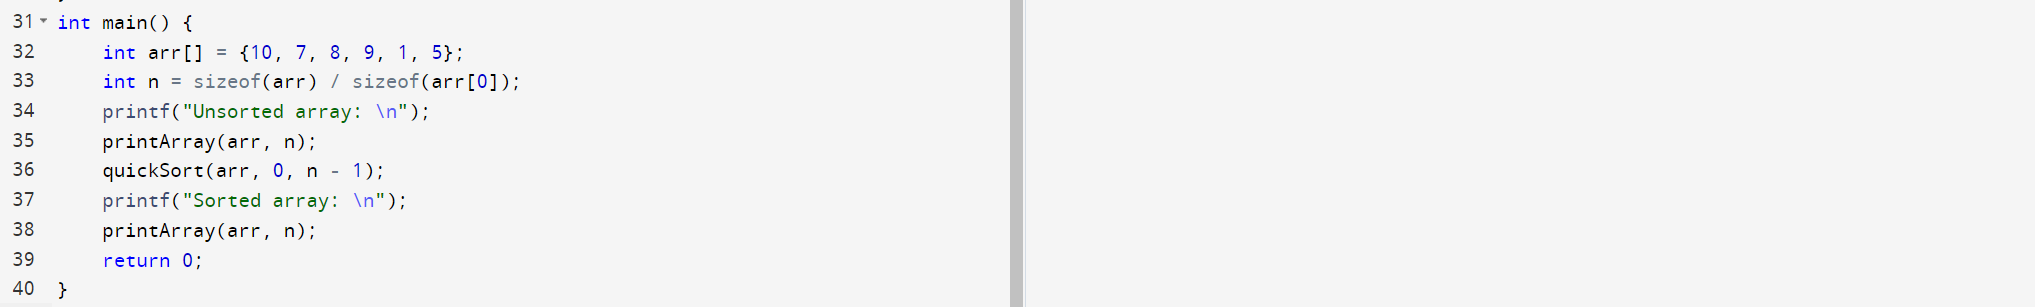 31 int main() {
32     int arr[] = {10, 7, 8, 9, 1, 5};
33     int n = sizeof(arr) / sizeof(arr[0]);
34     printf("Unsorted array: \n");
35     printArray(arr, n);
36     quickSort(arr, 0, n - 1);
37     printf("Sorted array: \n");
38     printArray(arr, n);
39     return 0;
40 }